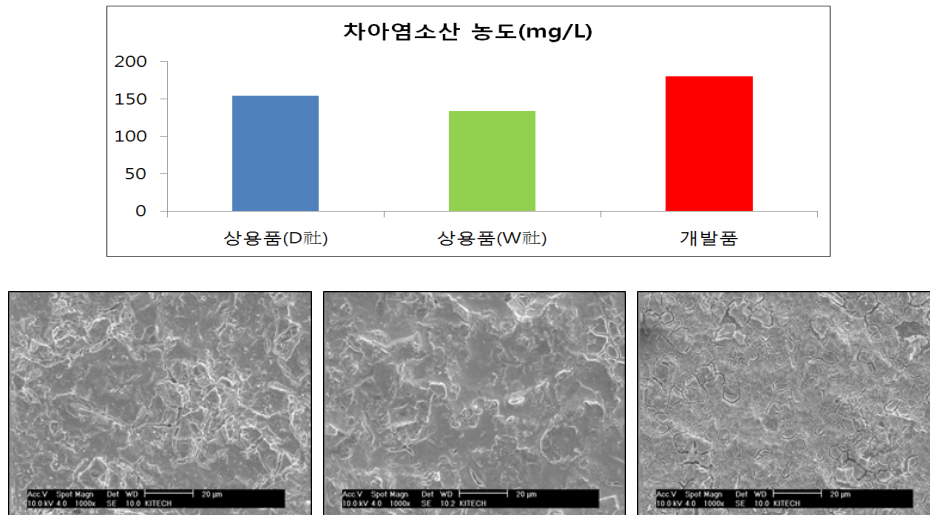 차아염소산 농도(mg/L)
200
150
100
50
0
상용품(D社) 상용품(W社) 개발품
Acc.V Spot Magn Det WD 20 μm
10.0 kV 4.0 1000x SE 10.0 KITECH
Acc.V Spot Magn Det WD 20 μm
10.0 kV 4.0 1000x SE 10.2 KITECH
Acc.V Spot Magn Det WD 20 μm
10.0 kV 4.0 1000x SE 10.0 KITECH